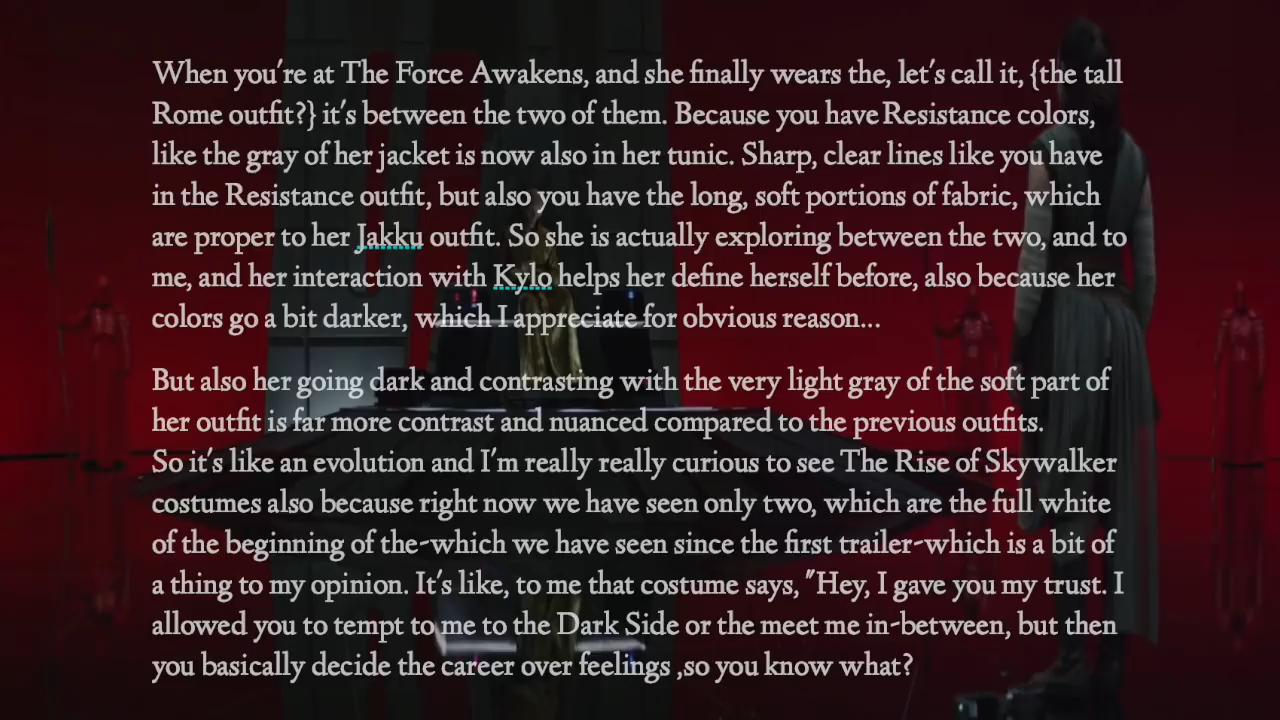 When you're at The Force Awakens, and she finally wears the, let's call it, {the tall
Rome outfit?} it's between the two of them. Because you have Resistance colors,
like the gray of her jacket is now also in her tunic. Sharp, clear lines like you have
in the Resistance outfit, but also you have the long, soft portions of fabric, which
are proper to her Jakku outfit. So she is actually exploring between the two, and to
me, and her interaction with Kylo helps her define herself before, also because her
colors go a bit darker, which I appreciate for obvious reason...
But also her going dark and contrasting with the very light gray of the soft part of
her outfit is far more contrast and nuanced compared to the previous outfits.
So it's like an evolution and I'm really really curious to see The Rise of Skywalker
costumes also because right now we have seen only two, which are the full white
of the beginning of the-which we have seen since the first trailer-which is a bit of
a thing to my opinion. It's like, to me that costume says, "Hey, I gave you my trust. I
allowed you to tempt to me to the Dark Side or the meet me in-between, but then
you basically decide the career over feelings ,so you know what?